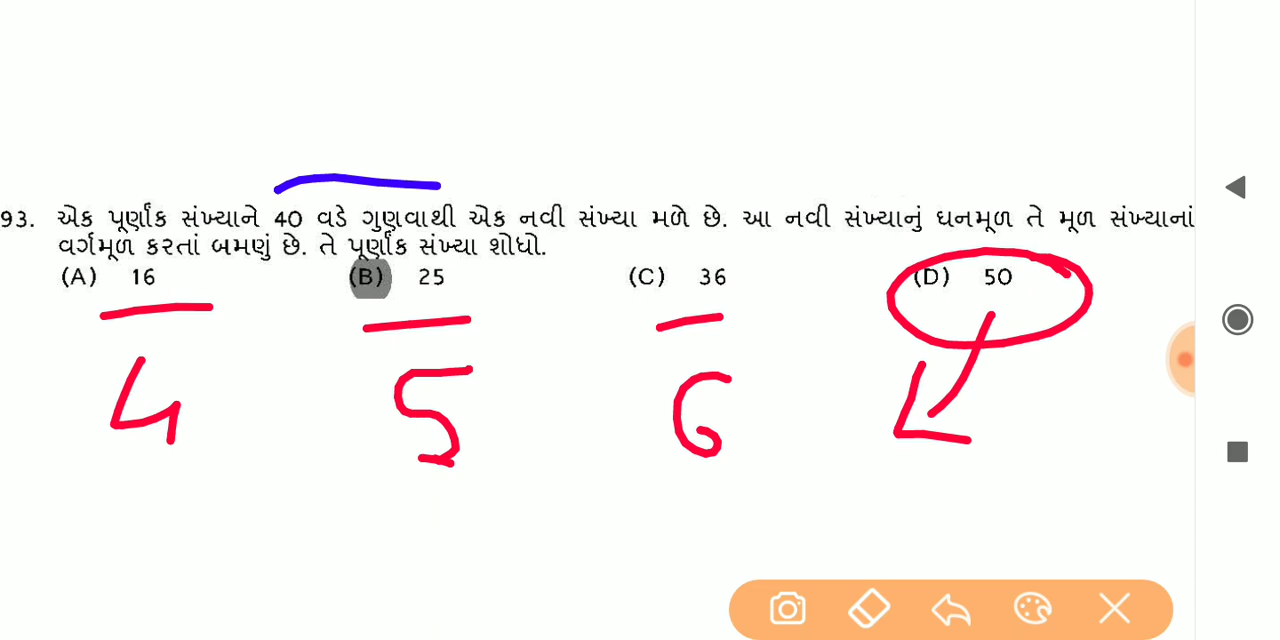 93. એક પૂર્ણાંક સંખ્યાને 40 વડે ગુણવાથી એક નવી સંખ્યા મળે છે. આ નવી સંખ્યાનું ઘનમૂળ તે મૂળ સંખ્યાનાં
વર્ગમૂળ કરતાં બમણું છે. તે પૂર્ણાંક સંખ્યા શોધો.
(A) 16 (B) 25 (C) 36 (D) 50
4 5 6